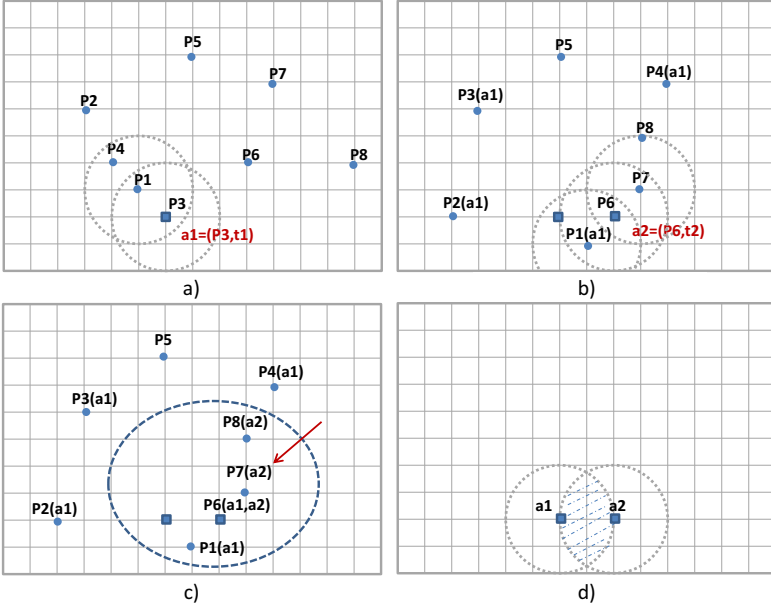 P5
P7
P2
P4
P6
P8
P1
P3
a1=(P3,t1)
a)
P5
P4(a1)
P3(a1)
P8
P7
P2(a1)
P6
P1(a1)
a2=(P6,t2)
b)
P5
P4(a1)
P3(a1)
P8(a2)
P7(a2)
P2(a1)
P6(a1,a2)
P1(a1)
c)
a1
a2
d)